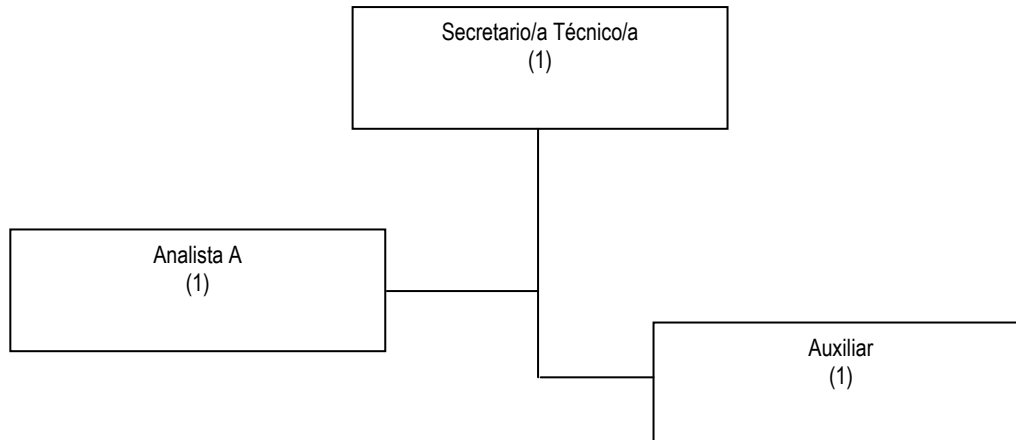 Secretario/a Técnico/a
(1)
Analista A
(1)
Auxiliar
(1)